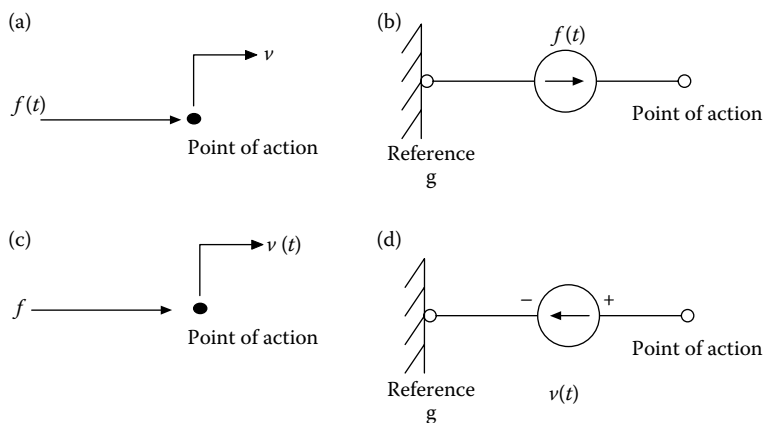 (a)
v
f(t)
Point of action
(b)
f(t)
Point of action
Reference
g
(c)
v(t)
f
Point of action
(d)
– +
Point of action
Reference
g
v(t)